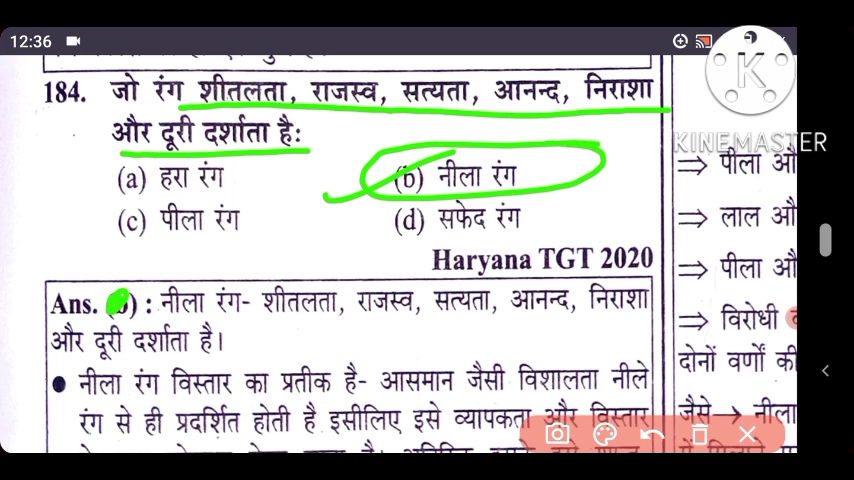 12:36
KINEMASTER
184. जो रंग शीतलता, राजस्व, सत्यता, आनन्द, निराशा
और दूरी दर्शाता है:
(a) हरा रंग
(b) नीला रंग
(c) पीला रंग
(d) सफेद रंग
Haryana TGT 2020
Ans. (b) : नीला रंग- शीतलता, राजस्व, सत्यता, आनन्द, निराशा
और दूरी दर्शाता है।
● नीला रंग विस्तार का प्रतीक है- आसमान जैसी विशालता नीले
रंग से ही प्रदर्शित होती है इसीलिए इसे व्यापकता और विस्तार
⇒ पीला औ
⇒ लाल औ
⇒ पीला औ
⇒ विरोधी
दोनों वर्णों की
जैसे → नीला